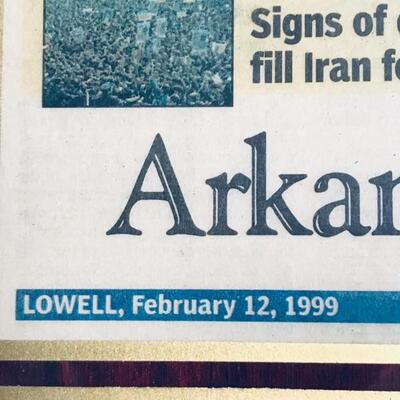 Signs of
fill Iran
Arkan
LOWELL, February 12, 1999